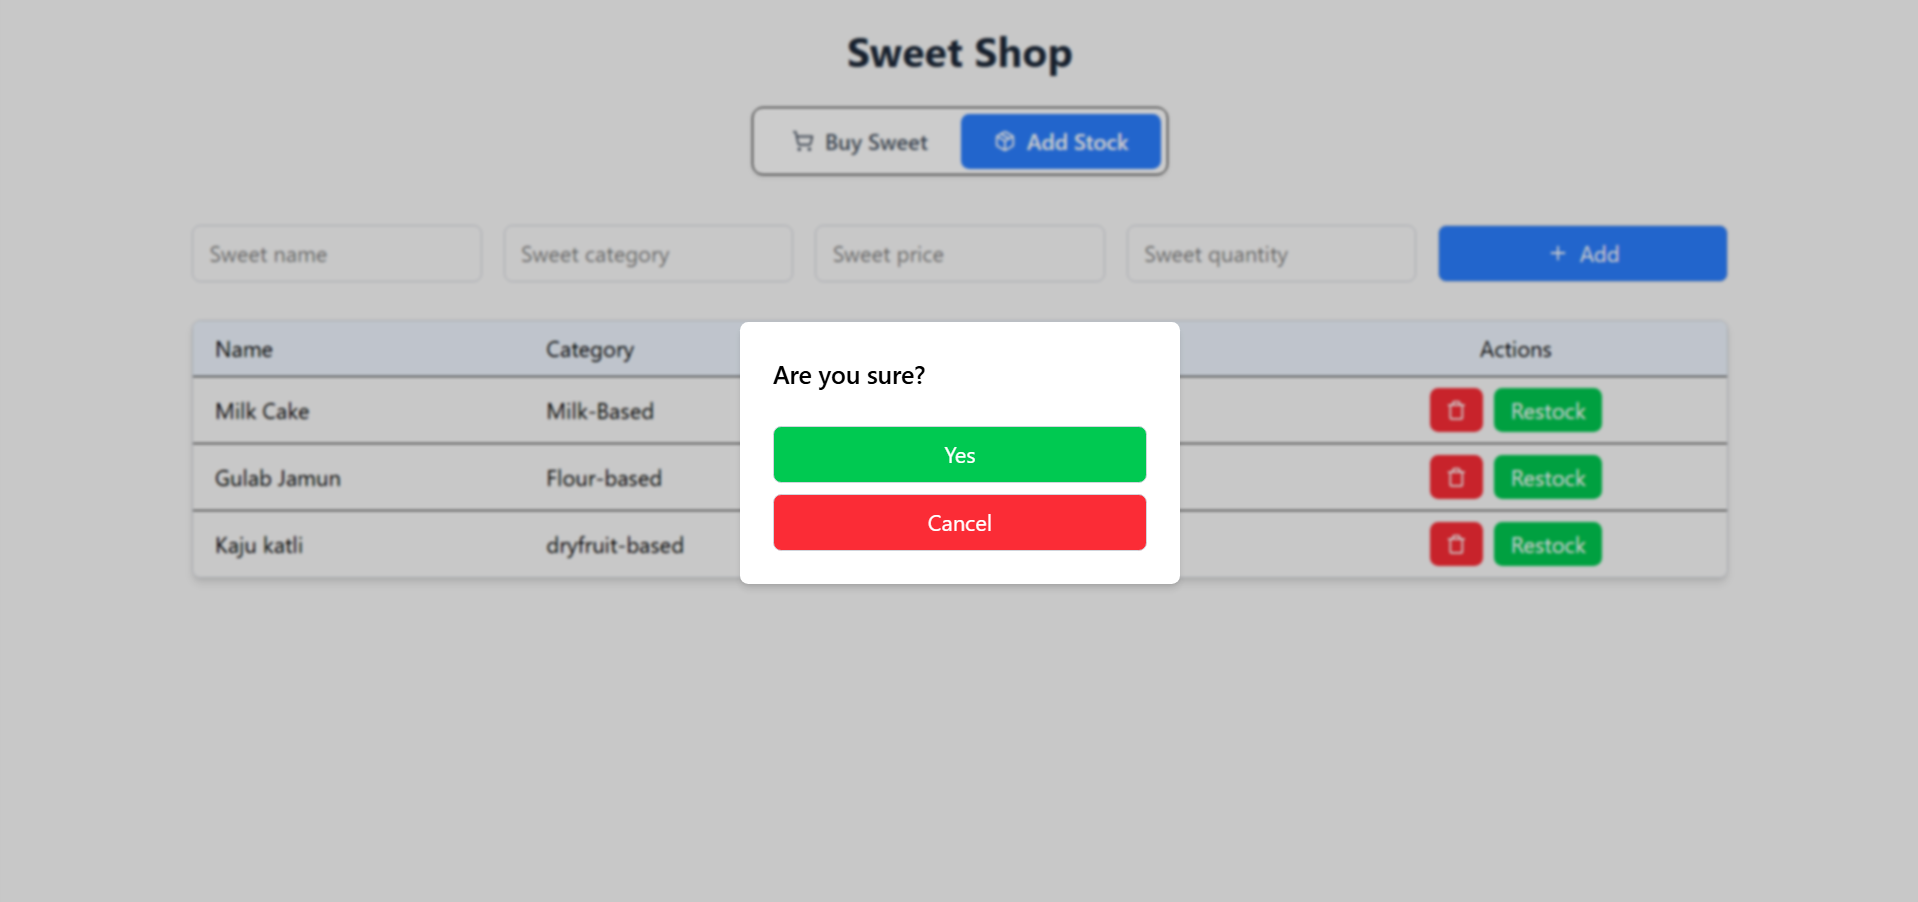 Sweet Shop
Buy Sweet Add Stock
Sweet name Sweet category Sweet price Sweet quantity + Add
Name Category Actions
Are you sure?
Milk Cake Milk-Based Restock
Yes
Gulab Jamun Flour-based Restock
Cancel
Kaju katli dryfruit-based Restock